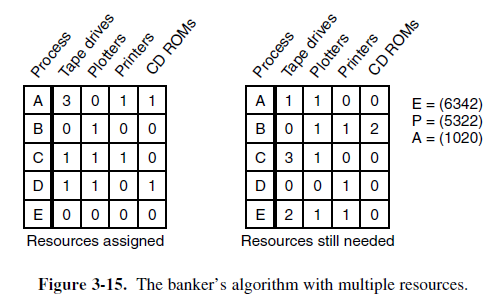 Process Tape drives Plotters Printers CD ROMs
A 3 0 1 1
B 0 1 0 0
C 1 1 1 0
D 1 1 0 1
E 0 0 0 0
Resources assigned
Process Tape drives Plotters Printers CD ROMs
A 1 1 0 0
B 0 1 1 2
C 3 1 0 0
D 0 0 1 0
E 2 1 1 0
Resources still needed
E = (6342)
P = (5322)
A = (1020)
Figure 3-15. The banker’s algorithm with multiple resources.